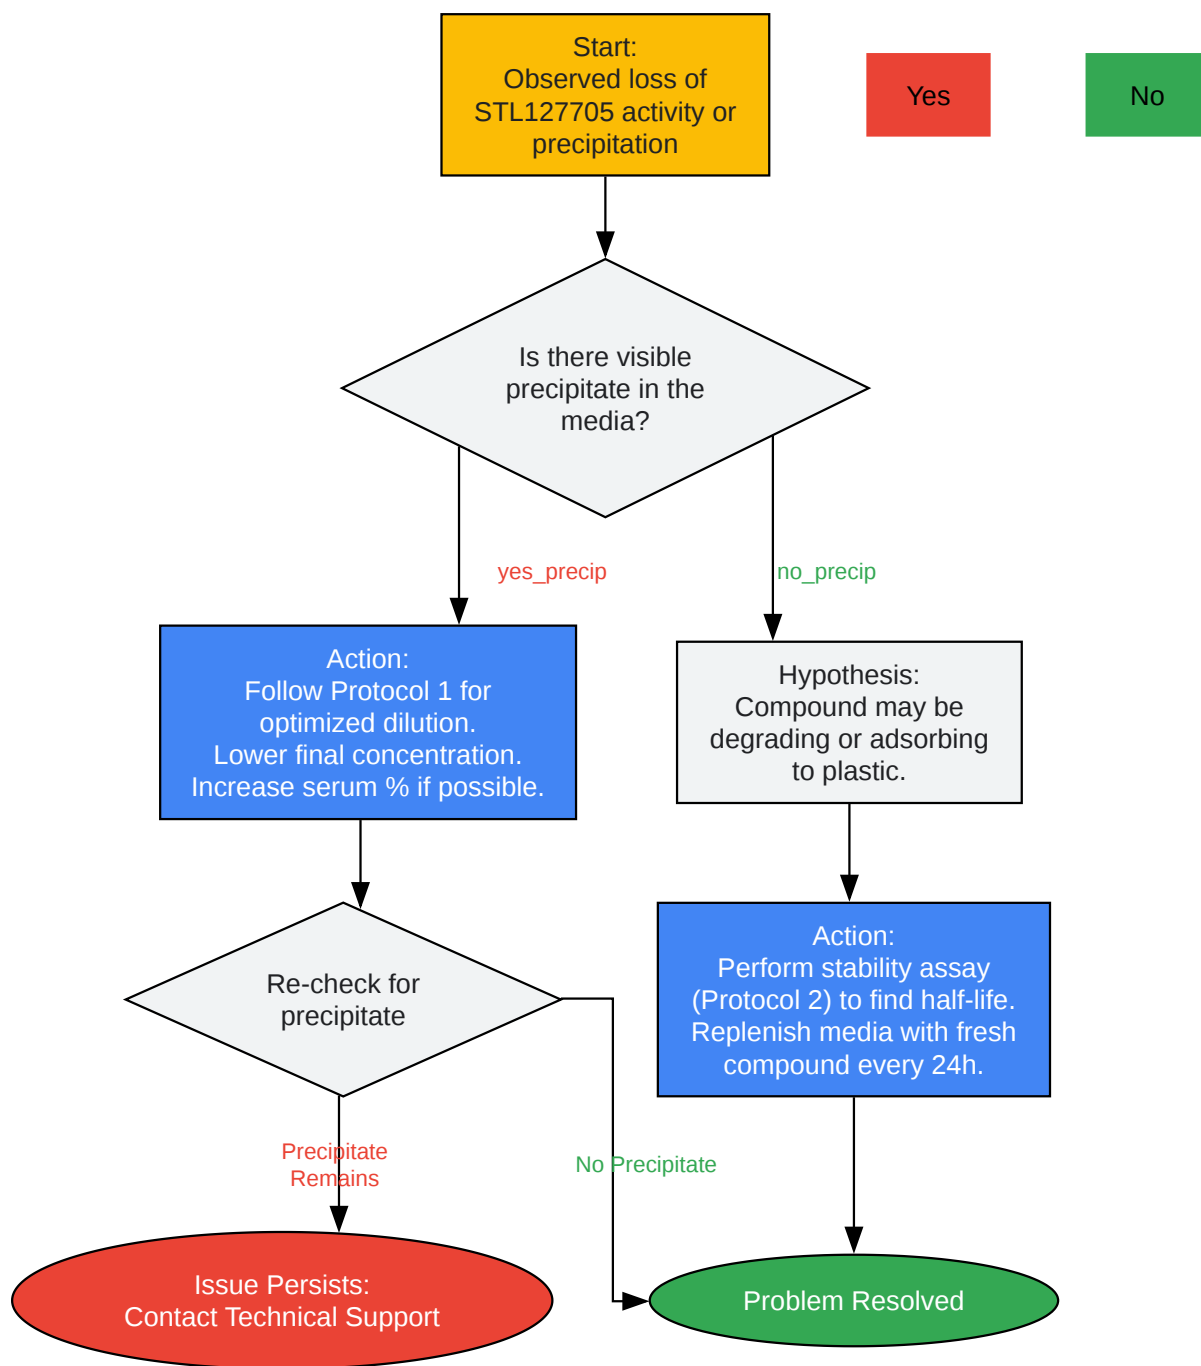 Start:
Observed loss of
STL127705 activity or
precipitation
Yes
No
Is there visible
precipitate in the
media?
yes_precip
no_precip
Action:
Follow Protocol 1 for
optimized dilution.
Lower final concentration.
Increase serum % if possible.
Hypothesis:
Compound may be
degrading or adsorbing
to plastic.
Re-check for
precipitate
Action:
Perform stability assay
(Protocol 2) to find half-life.
Replenish media with fresh
compound every 24h.
Precipitate
Remains
No Precipitate
Issue Persists:
Contact Technical Support
Problem Resolved